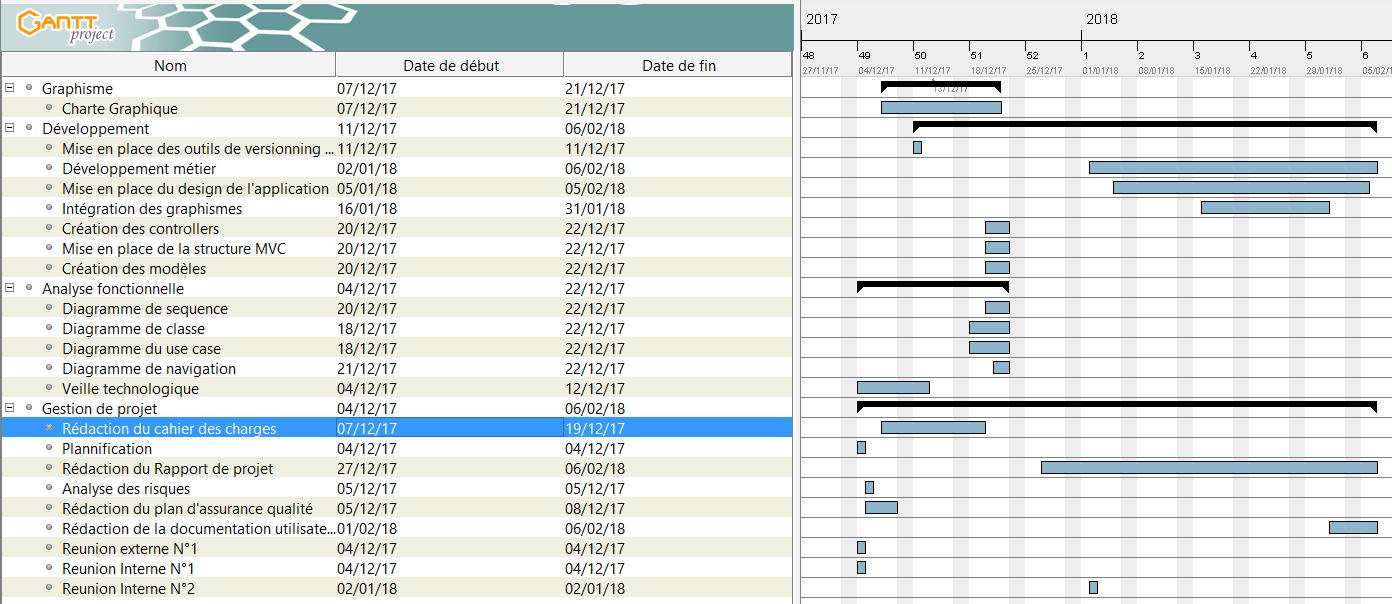 GANTT project
2017 2018
48 49 50 51 52 1 2 3 4 5 6
27/11/17 04/12/17 11/12/17 18/12/17 25/12/17 01/01/18 08/01/18 15/01/18 22/01/18 29/01/18 05/02/1
13/12/17
Nom Date de début Date de fin
Graphisme 07/12/17 21/12/17
Charte Graphique 07/12/17 21/12/17
Développement 11/12/17 06/02/18
Mise en place des outils de versionning ... 11/12/17 11/12/17
Développement métier 02/01/18 06/02/18
Mise en place du design de l'application 05/01/18 05/02/18
Intégration des graphismes 16/01/18 31/01/18
Création des controllers 20/12/17 22/12/17
Mise en place de la structure MVC 20/12/17 22/12/17
Création des modèles 20/12/17 22/12/17
Analyse fonctionnelle 04/12/17 22/12/17
Diagramme de sequence 20/12/17 22/12/17
Diagramme de classe 18/12/17 22/12/17
Diagramme du use case 18/12/17 22/12/17
Diagramme de navigation 21/12/17 22/12/17
Veille technologique 04/12/17 12/12/17
Gestion de projet 04/12/17 06/02/18
Rédaction du cahier des charges 07/12/17 19/12/17
Plannification 04/12/17 04/12/17
Rédaction du Rapport de projet 27/12/17 06/02/18
Analyse des risques 05/12/17 05/12/17
Rédaction du plan d'assurance qualité 05/12/17 08/12/17
Rédaction de la documentation utilisate... 01/02/18 06/02/18
Reunion externe N°1 04/12/17 04/12/17
Reunion Interne N°1 04/12/17 04/12/17
Reunion Interne N°2 02/01/18 02/01/18